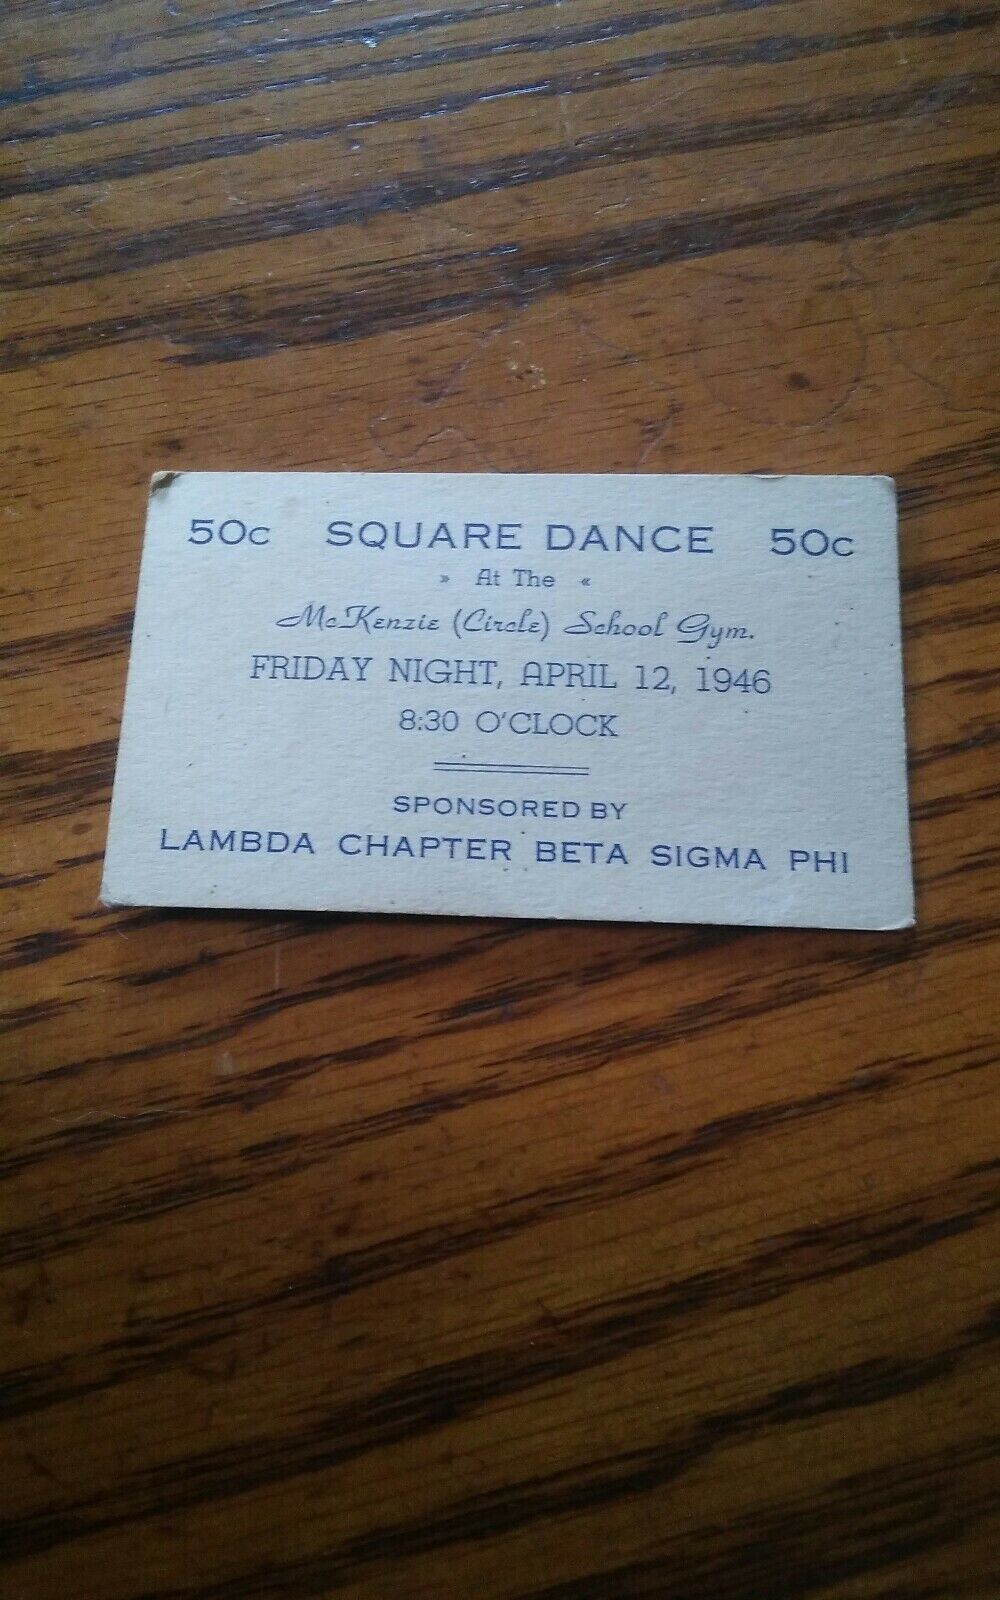 50c SQUARE DANCE 50c
» At The «
McKenzie (Circle) School Gym.
FRIDAY NIGHT, APRIL 12, 1946
8:30 O'CLOCK
SPONSORED BY
LAMBDA CHAPTER BETA SIGMA PHI